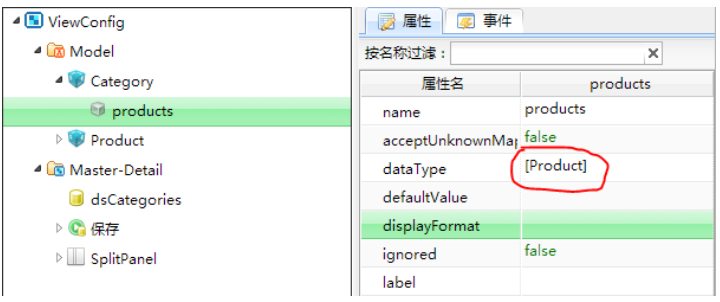 ViewConfig
Model
Category
products
Product
Master-Detail
dsCategories
保存
SplitPanel
属性 事件
按名称过滤：
属性名 products
name products
acceptUnknownMa false
dataType [Product]
defaultValue
displayFormat
ignored false
label